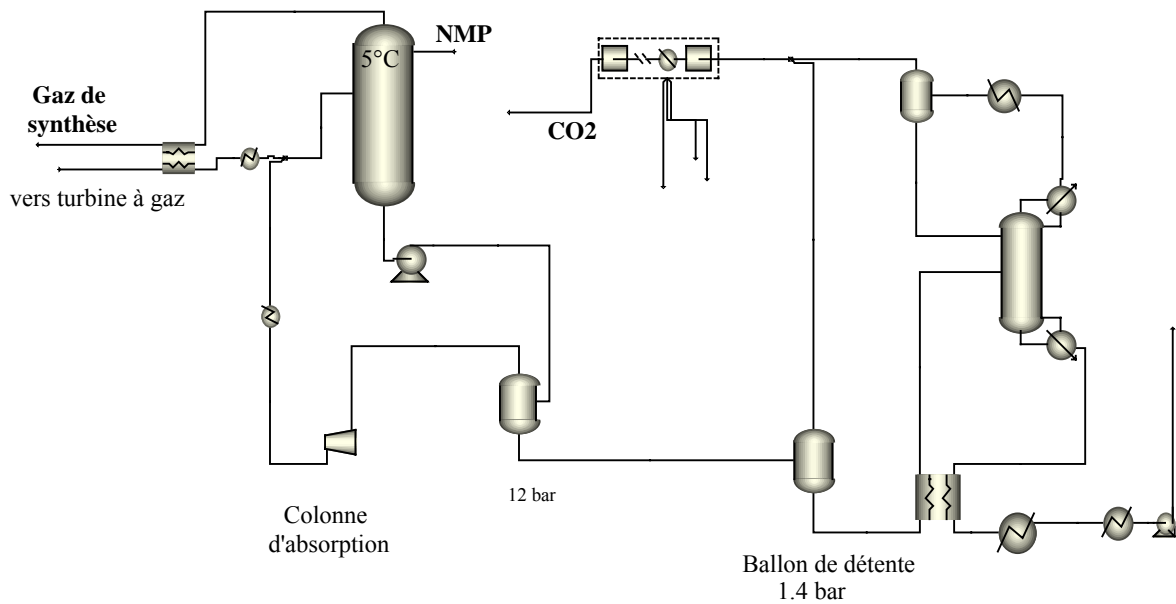 NMP
5°C
Gaz de
synthèse
CO2
vers turbine à gaz
12 bar
Colonne
d'absorption
Ballon de détente
1.4 bar